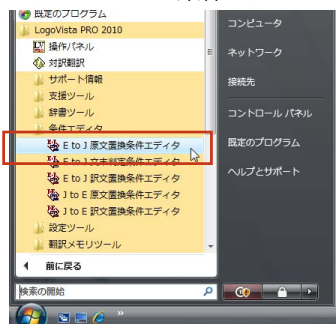 既定のプログラム
LogoVista PRO 2010
操作パネル
対訳翻訳
サポート情報
支援ツール
辞書ツール
条件エディタ
E to J 原文置換条件エディタ
E to J 文末判定条件エディタ
E to J 訳文置換条件エディタ
J to E 原文置換条件エディタ
J to E 訳文置換条件エディタ
設定ツール
翻訳メモリツール
前に戻る
検索の開始
コンピュータ
ネットワーク
接続先
コントロール パネル
既定のプログラム
ヘルプとサポート